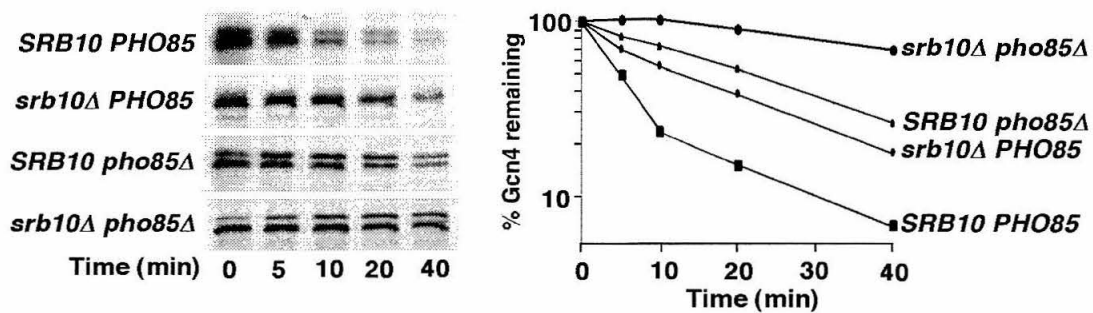 SRB10 PHO85
srb10Δ PHO85
SRB10 pho85Δ
srb10Δ pho85Δ
Time (min) 0 5 10 20 40
% Gcn4 remaining
100
10
0 10 20 30 40
Time (min)
srb10Δ pho85Δ
SRB10 pho85Δ
srb10Δ PHO85
SRB10 PHO85